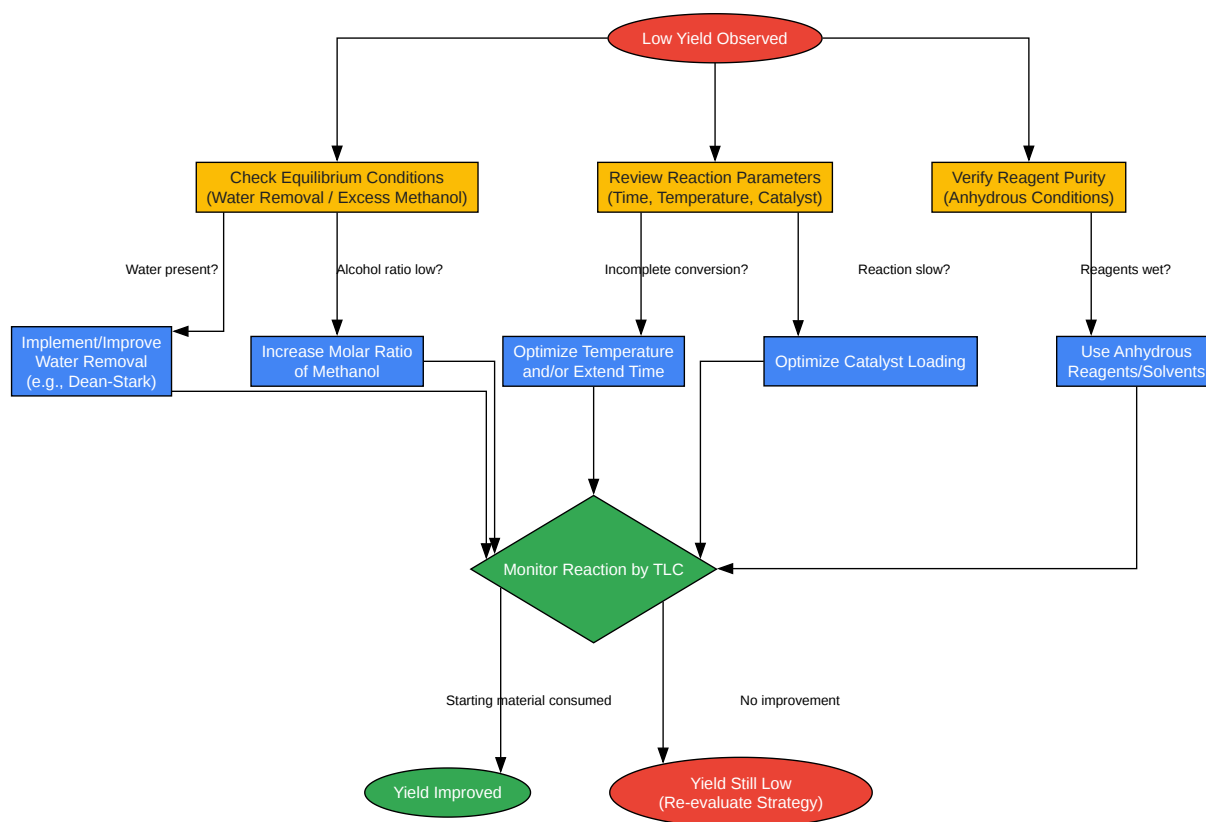 Low Yield Observed
Check Equilibrium Conditions
(Water Removal / Excess Methanol)
Review Reaction Parameters
(Time, Temperature, Catalyst)
Verify Reagent Purity
(Anhydrous Conditions)
Water present?
Alcohol ratio low?
Incomplete conversion?
Reaction slow?
Reagents wet?
Implement/Improve
Water Removal
(e.g., Dean-Stark)
Increase Molar Ratio
of Methanol
Optimize Temperature
and/or Extend Time
Optimize Catalyst Loading
Use Anhydrous
Reagents/Solvents
Monitor Reaction by TLC
Starting material consumed
No improvement
Yield Improved
Yield Still Low
(Re-evaluate Strategy)